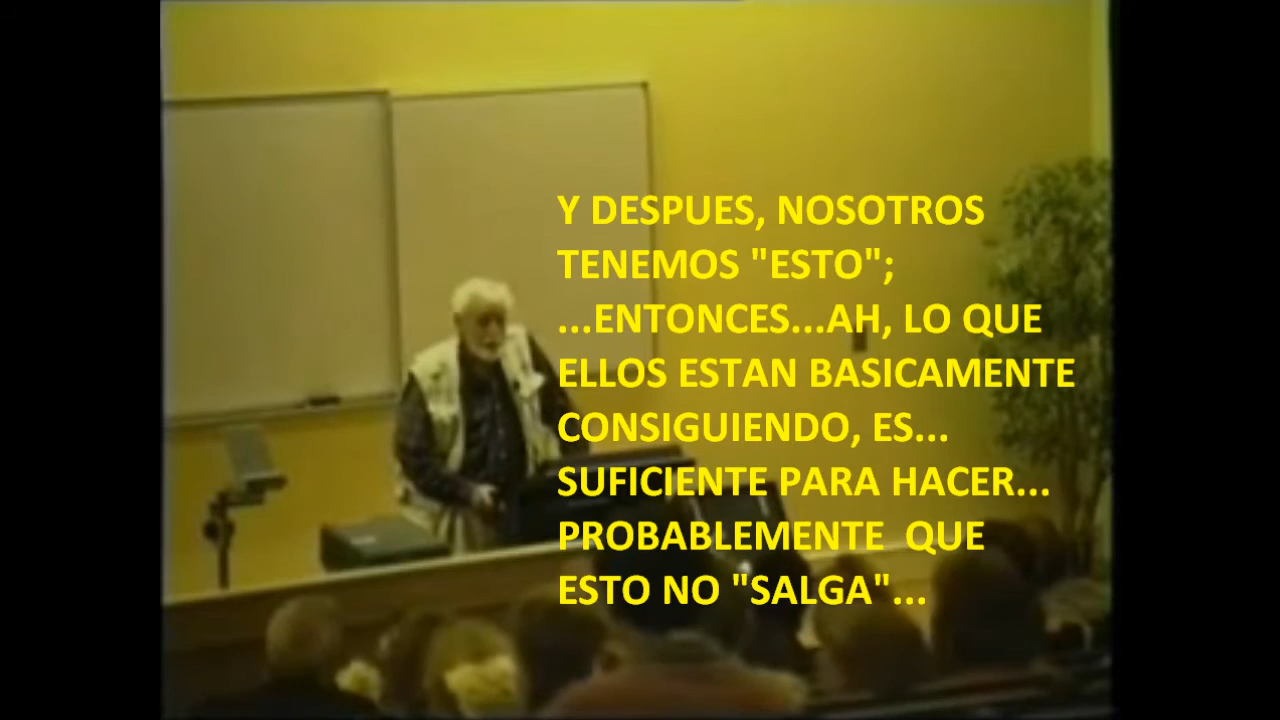 Y DESPUES, NOSOTROS
TENEMOS "ESTO";
...ENTONCES...AH, LO QUE
ELLOS ESTAN BASICAMENTE
CONSIGUIENDO, ES...
SUFICIENTE PARA HACER...
PROBABLEMENTE  QUE
ESTO NO "SALGA"...